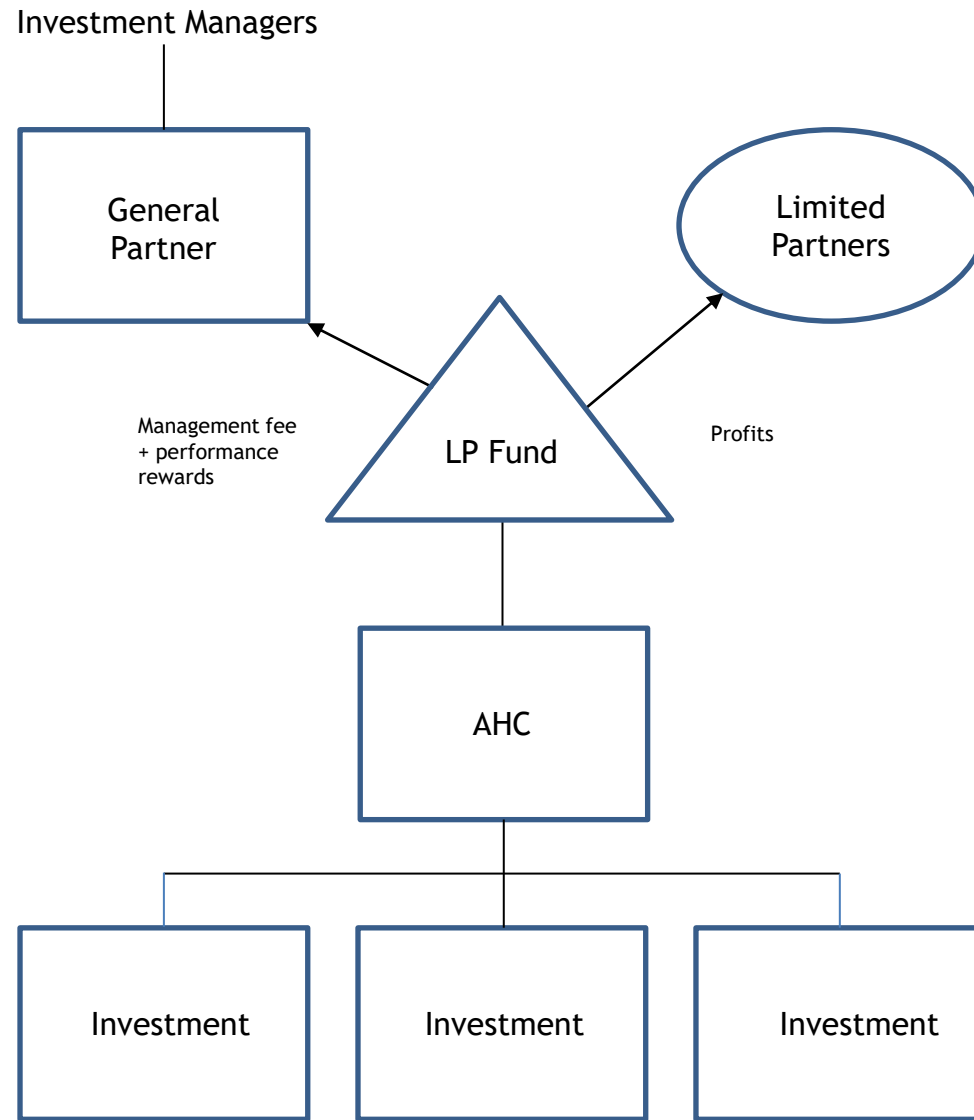 Investment Managers
General
Partner
Limited
Partners
Management fee
+ performance
rewards
LP Fund
Profits
AHC
Investment
Investment
Investment